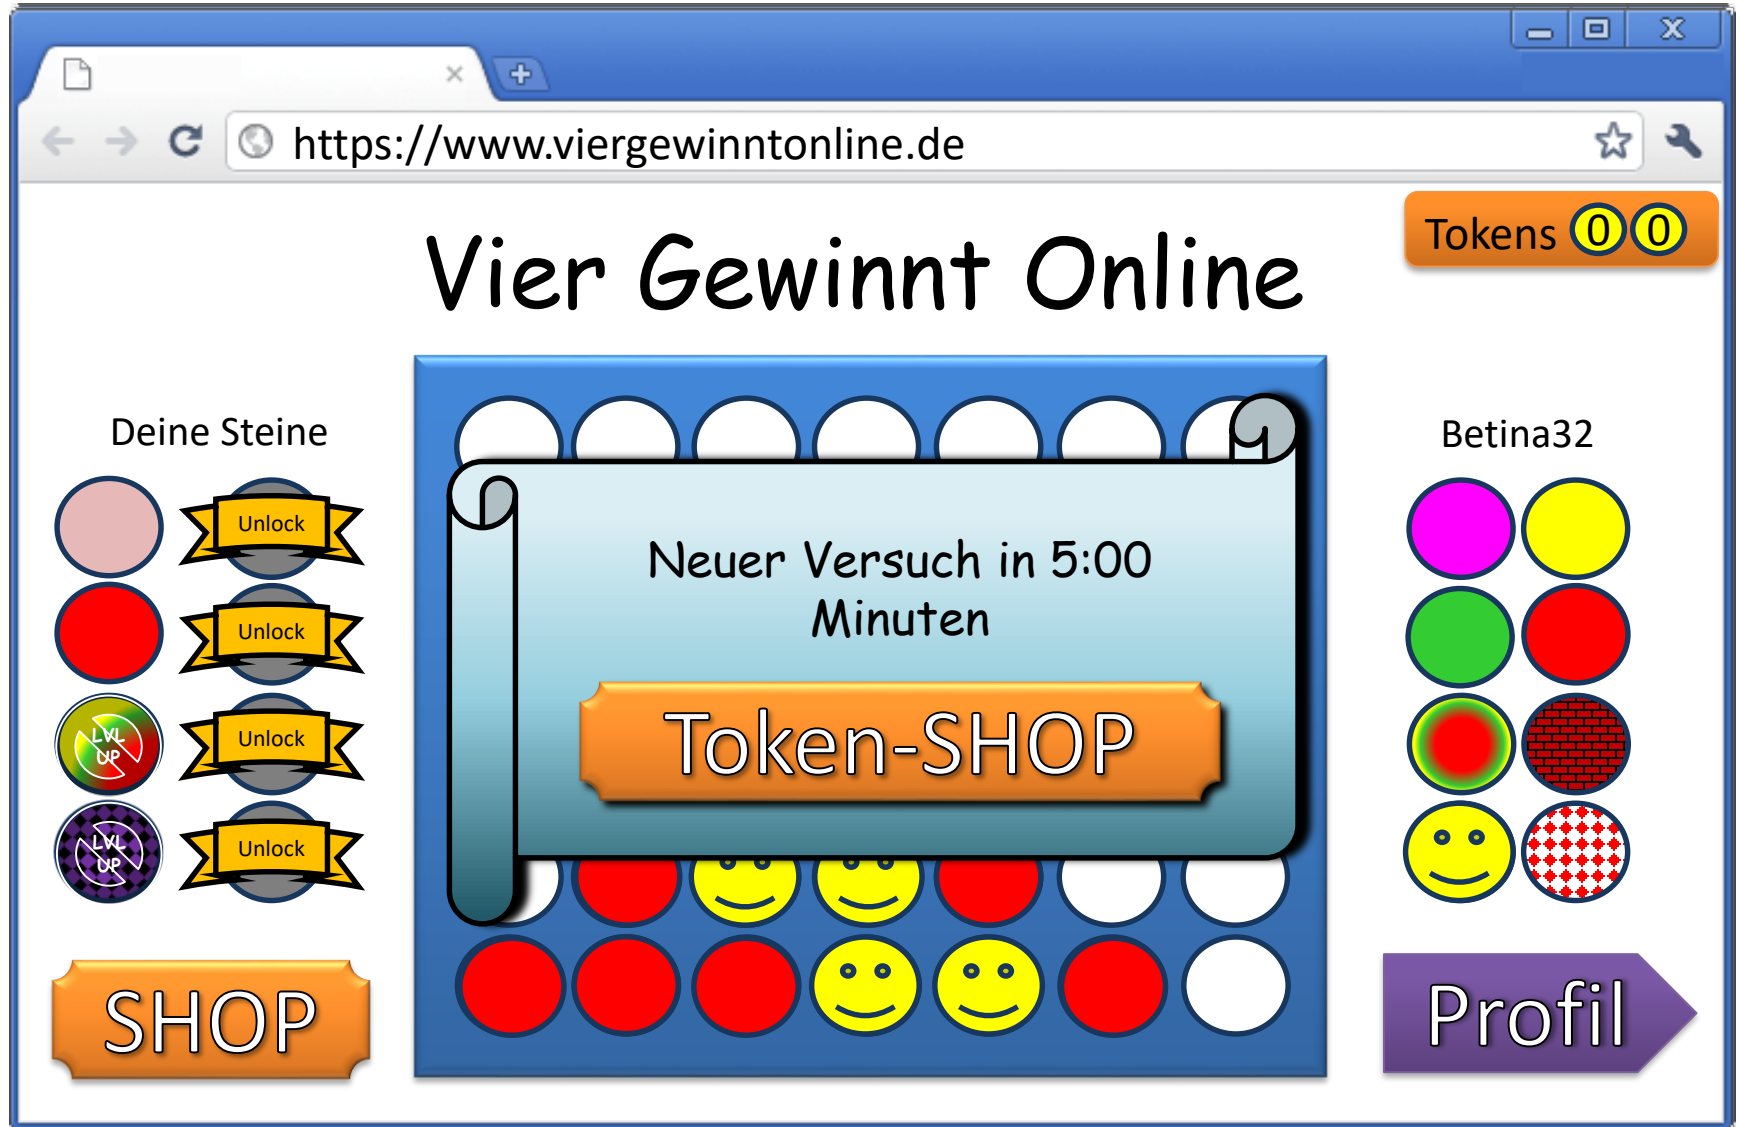 https://www.viergewinntonline.de
Tokens 0 0
Vier Gewinnt Online
Deine Steine
Betina32
Unlock
Unlock
LVL
UP
Unlock
LVL
UP
Unlock
Neuer Versuch in 5:00
Minuten
Token-SHOP
SHOP
Profil